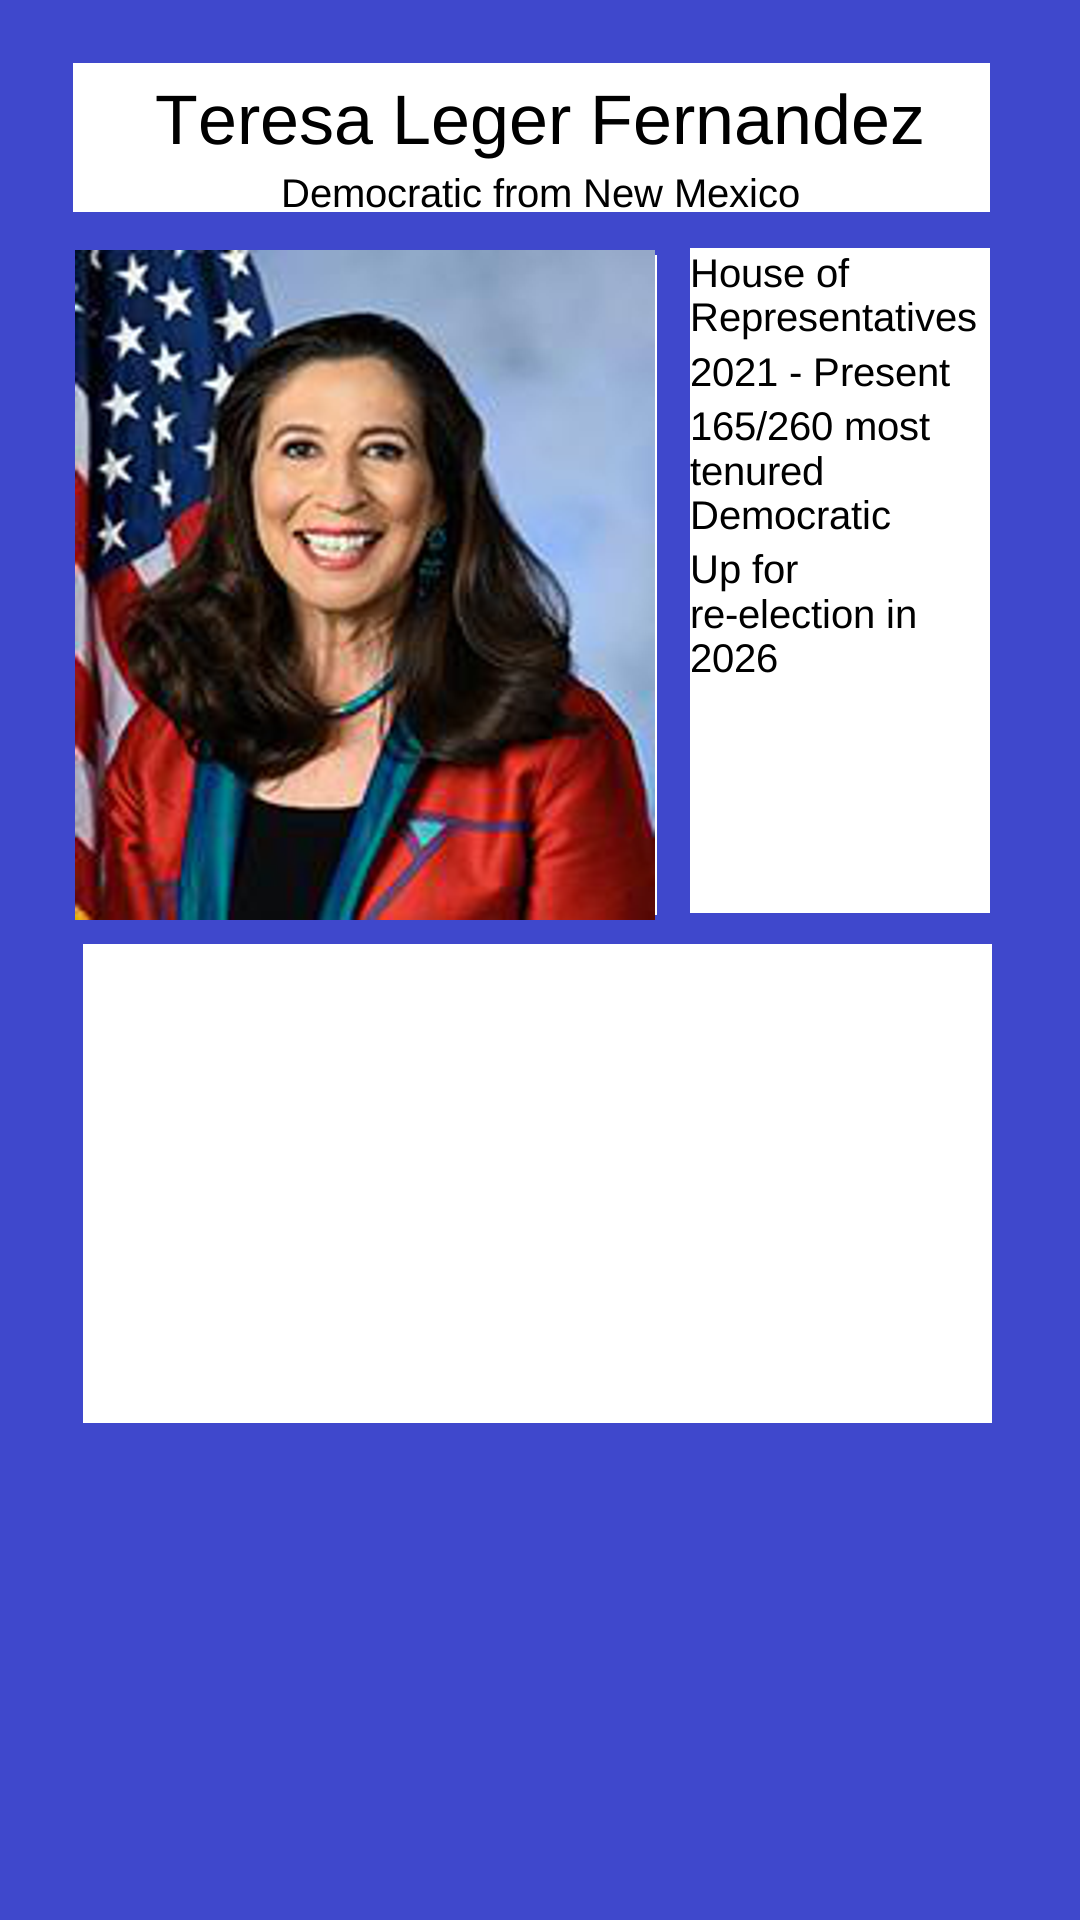 Teresa Leger Fernandez
Democratic from New Mexico
House of
Representatives
2021 - Present
165/260 most
tenured
Democratic
Up for
re-election in
2026